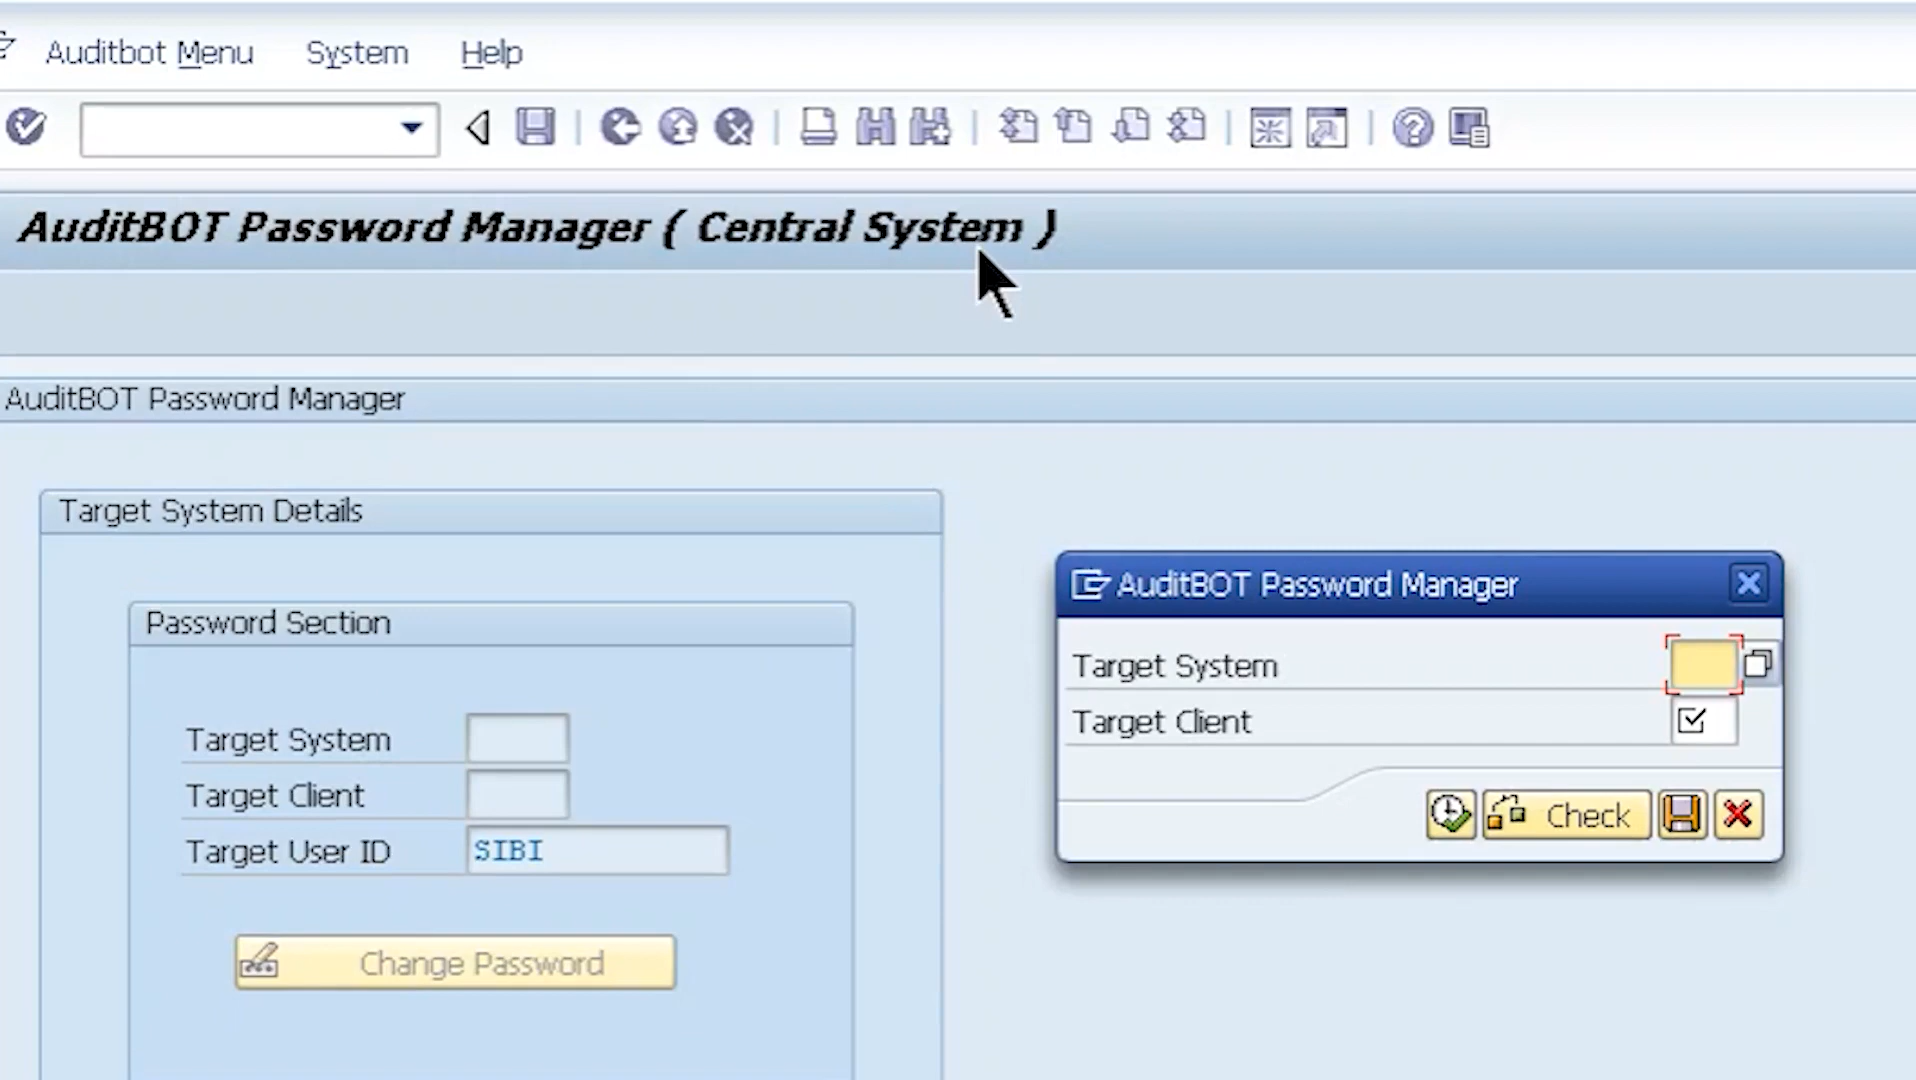 Auditbot Menu System Help
AuditBOT Password Manager ( Central System )
AuditBOT Password Manager
Target System Details
Password Section
Target System
Target Client
Target User ID SIBI
Change Password
AuditBOT Password Manager
Target System
Target Client
Check